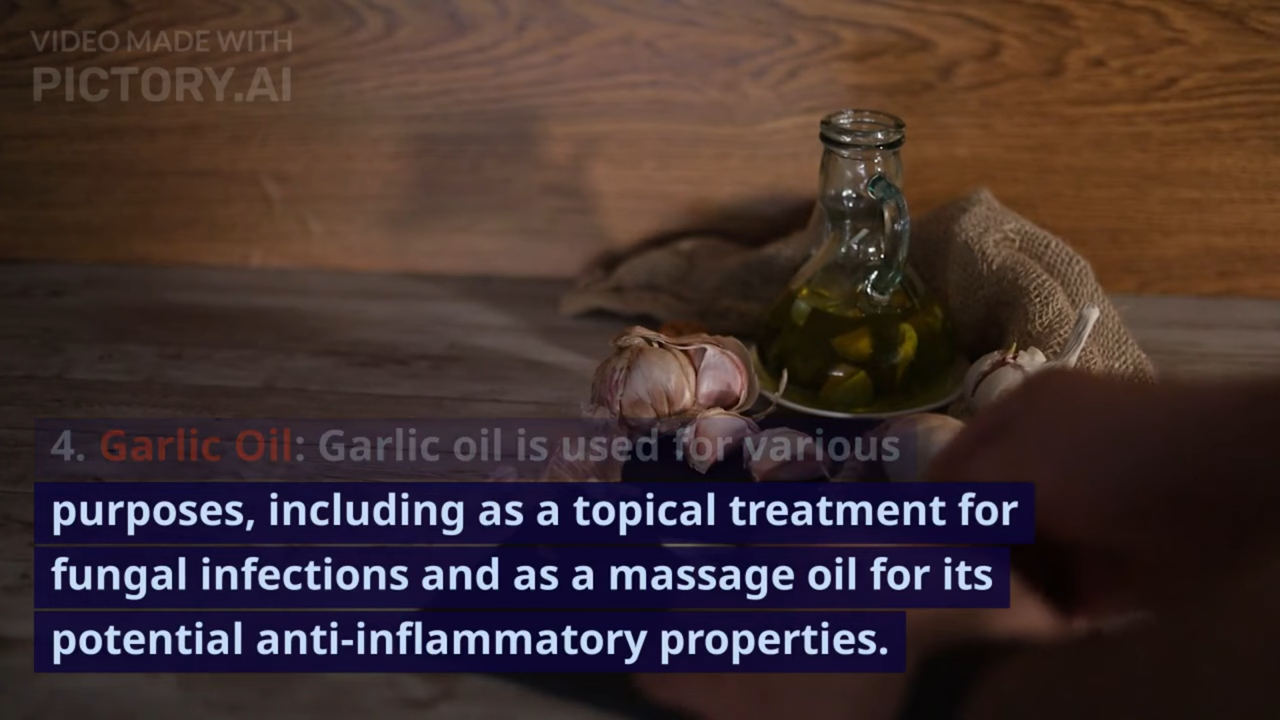 VIDEO MADE WITH
PICTORY.AI
4. Garlic Oil: Garlic oil is used for various
purposes, including as a topical treatment for
fungal infections and as a massage oil for its
potential anti-inflammatory properties.